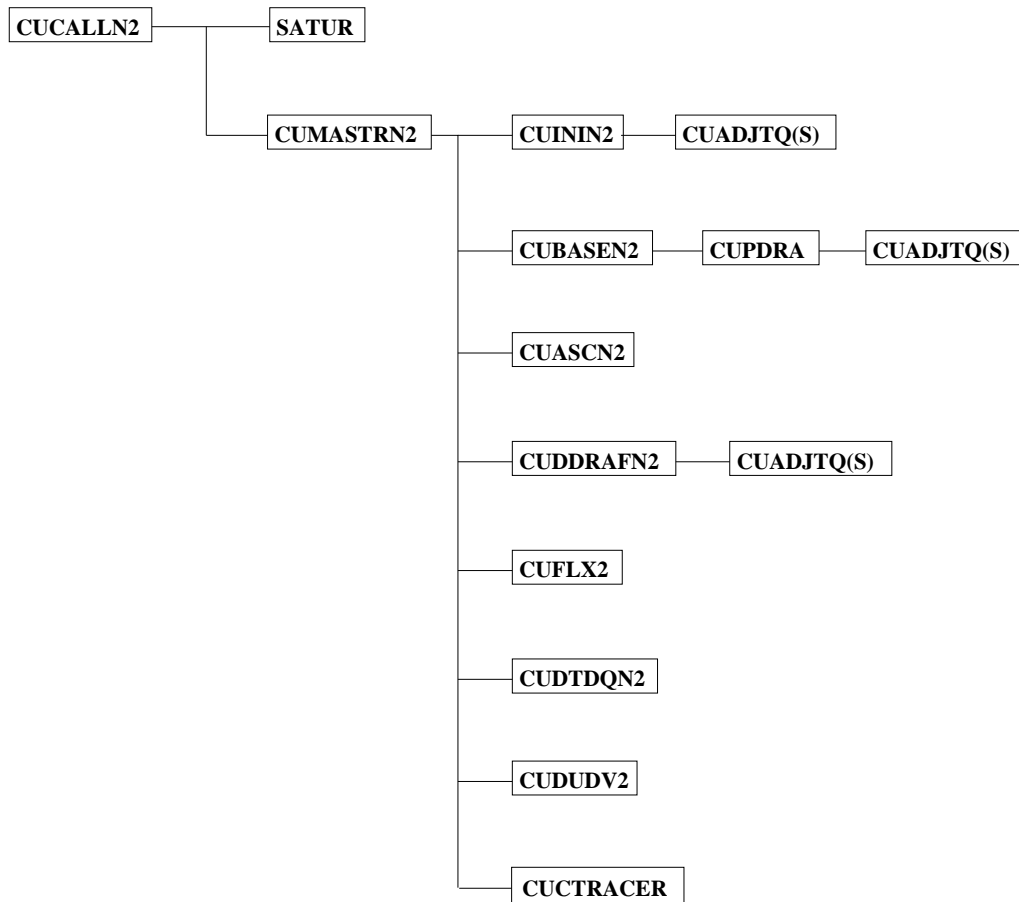 CUCALLN2 SATUR
CUMASTRN2 CUININ2 CUADJTQ(S)
CUBASEN2 CUPDRA CUADJTQ(S)
CUASCN2
CUDDRAFN2 CUADJTQ(S)
CUFLX2
CUDTDQN2
CUDUDV2
CUCTRACER